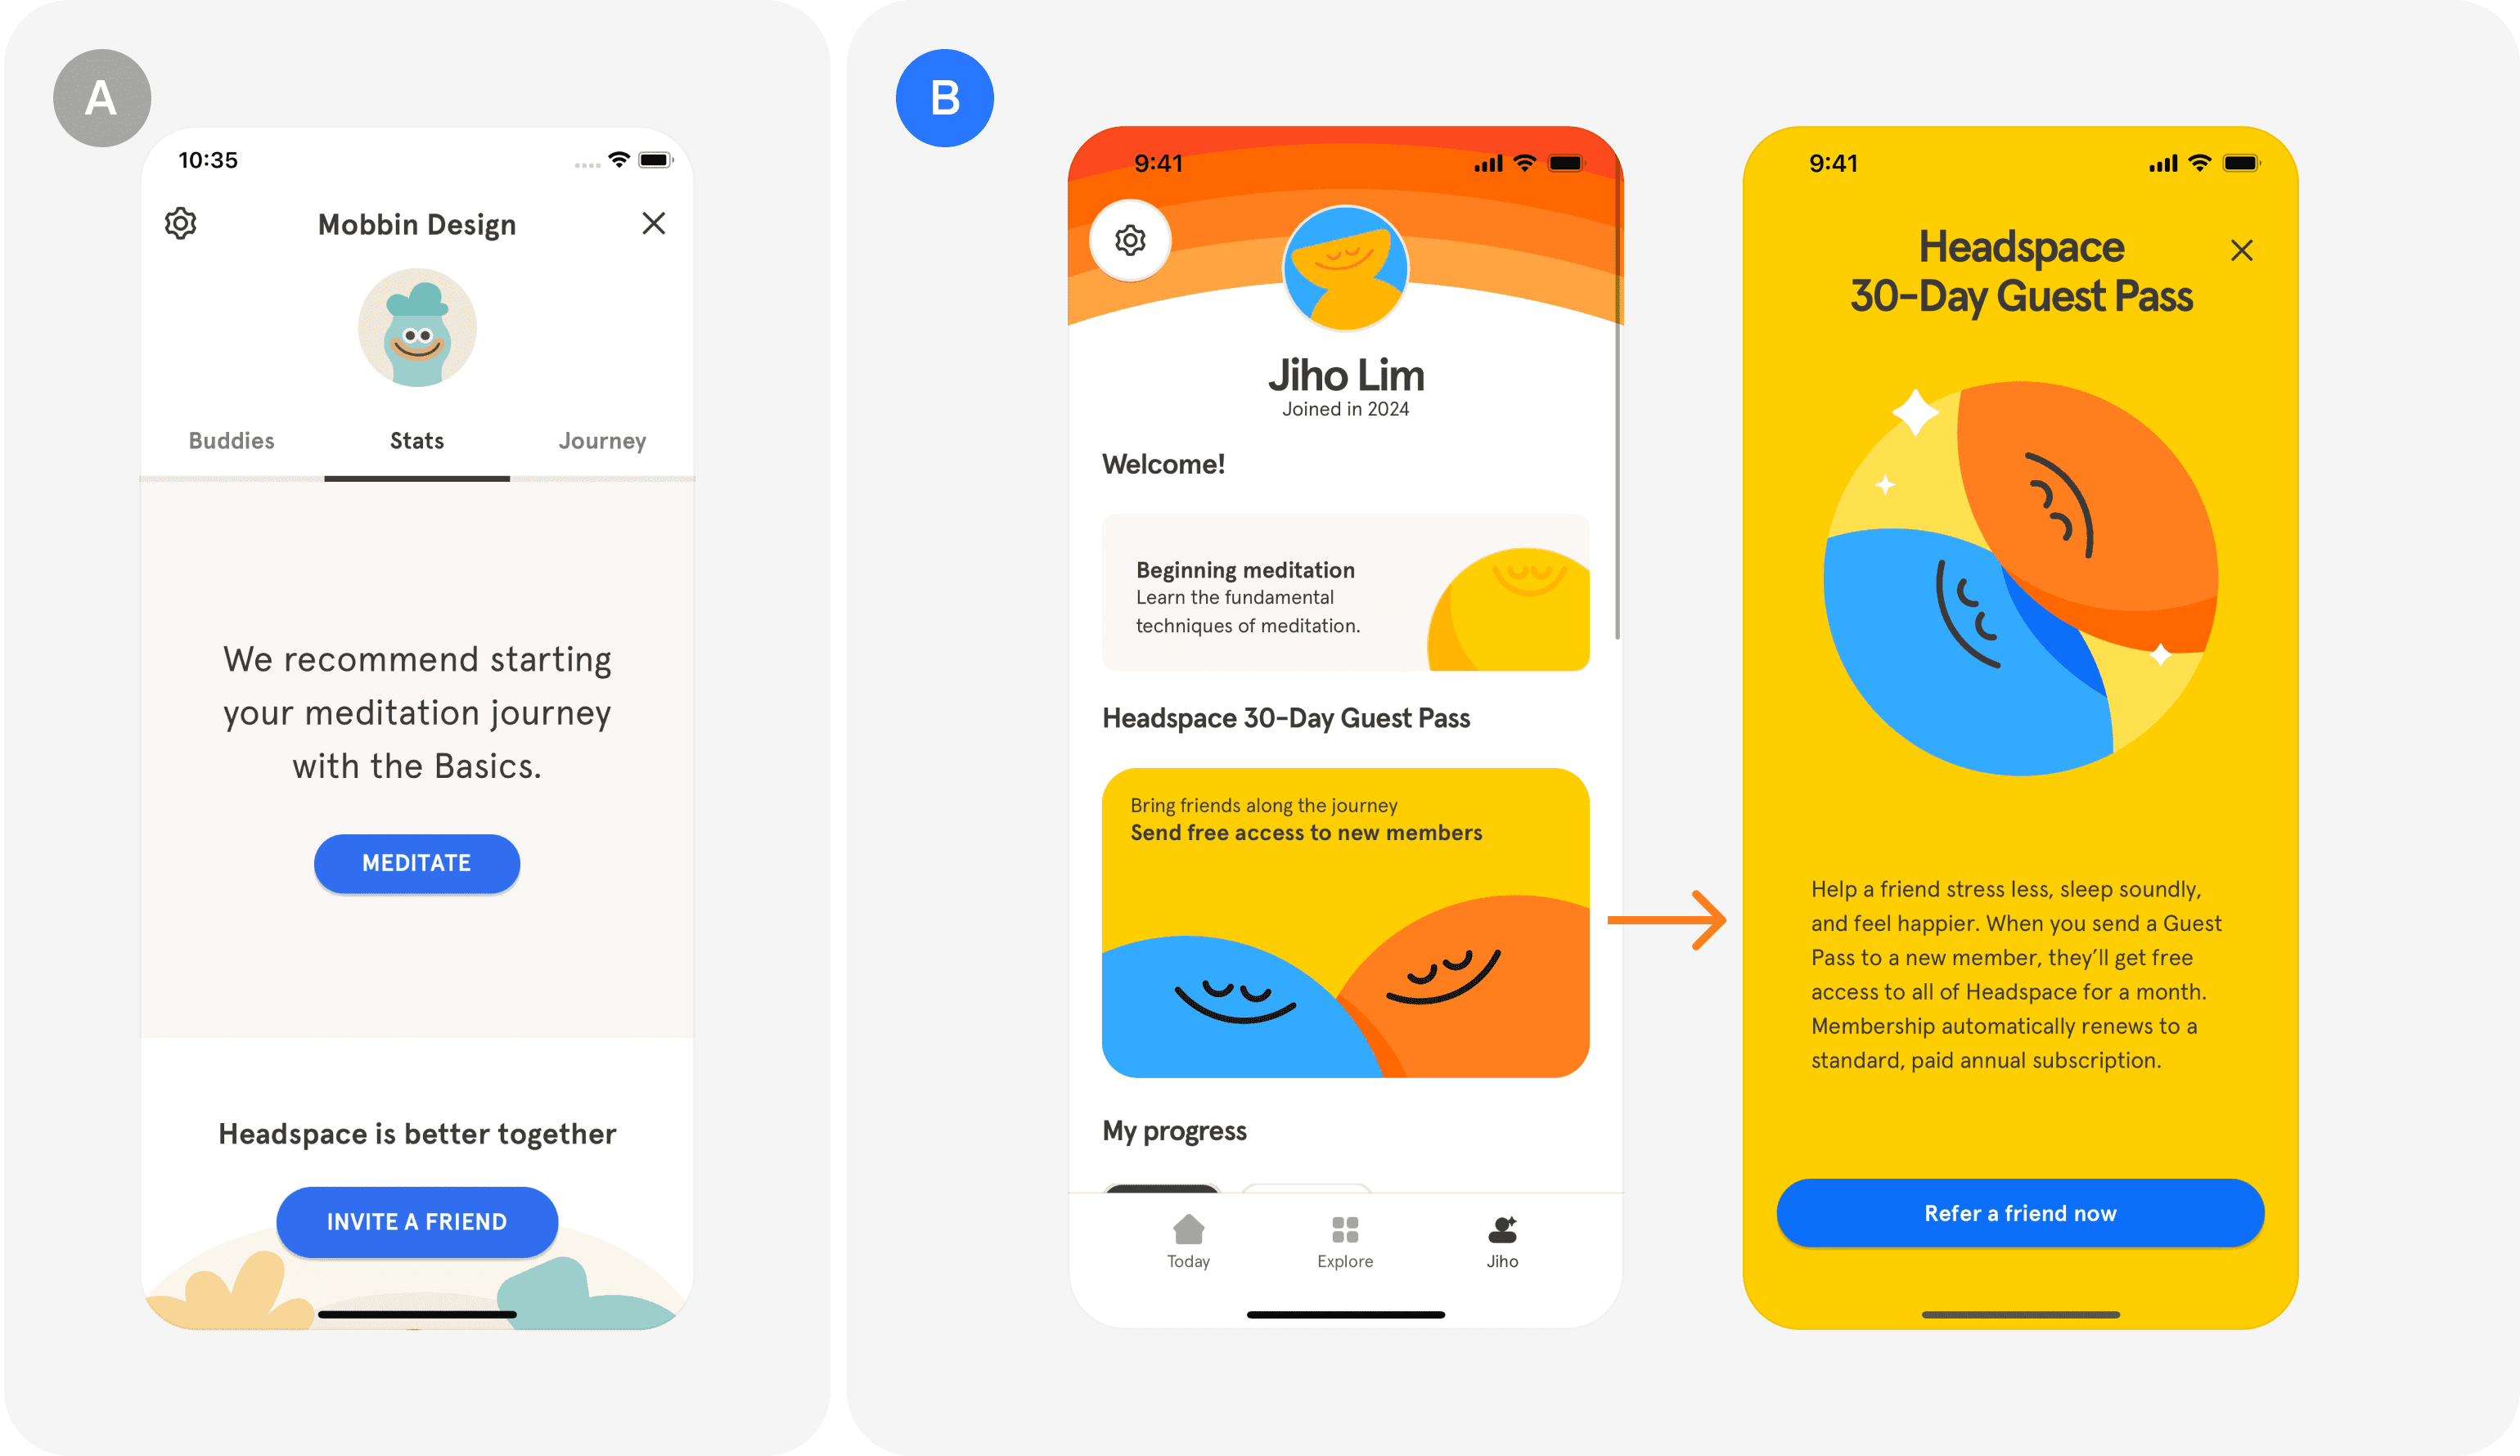 A
10:35
Mobbin Design
Buddies
Stats
Journey
We recommend starting
your meditation journey
with the Basics.
MEDITATE
Headspace is better together
INVITE A FRIEND
B
9:41
Jiho Lim
Joined in 2024
Welcome!
Beginning meditation
Learn the fundamental
techniques of meditation.
Headspace 30-Day Guest Pass
Bring friends along the journey
Send free access to new members
My progress
Today
Explore
Jiho
9:41
Headspace
30-Day Guest Pass
Help a friend stress less, sleep soundly,
and feel happier. When you send a Guest
Pass to a new member, they’ll get free
access to all of Headspace for a month.
Membership automatically renews to a
standard, paid annual subscription.
Refer a friend now